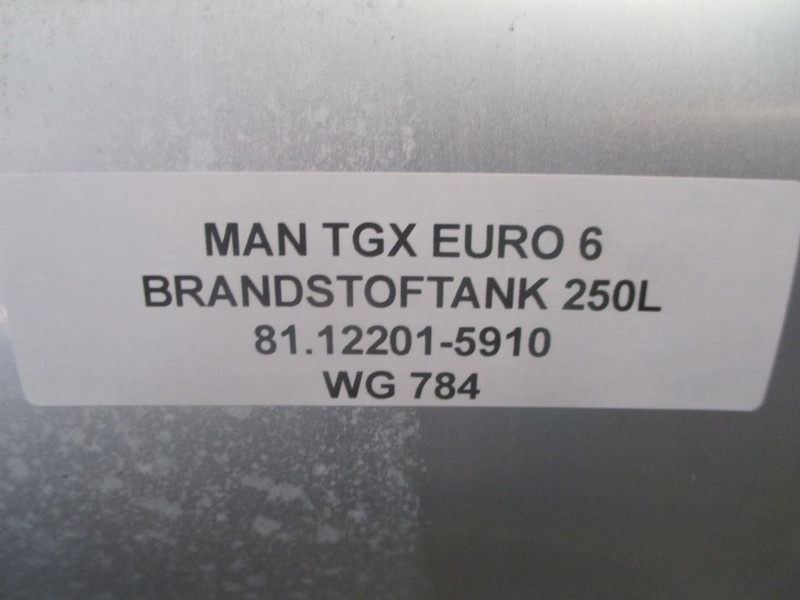 MAN TGX EURO 6
BRANDSTOFTANK 250L
81.12201-5910
WG 784